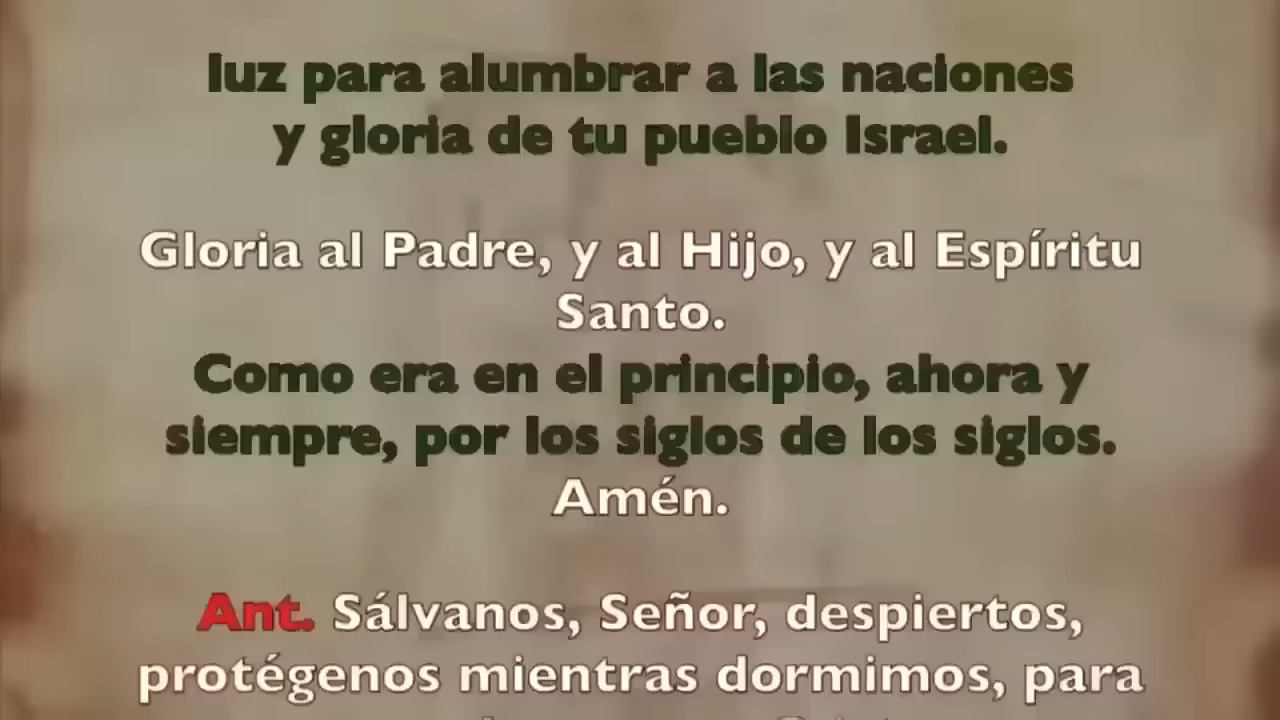 luz para alumbrar a las naciones
y gloria de tu pueblo Israel.
Gloria al Padre, y al Hijo, y al Espíritu
Santo.
Como era en el principio, ahora y
siempre, por los siglos de los siglos.
Amén.
Ant. Sálvanos, Señor, despiertos,
protégenos mientras dormimos, para